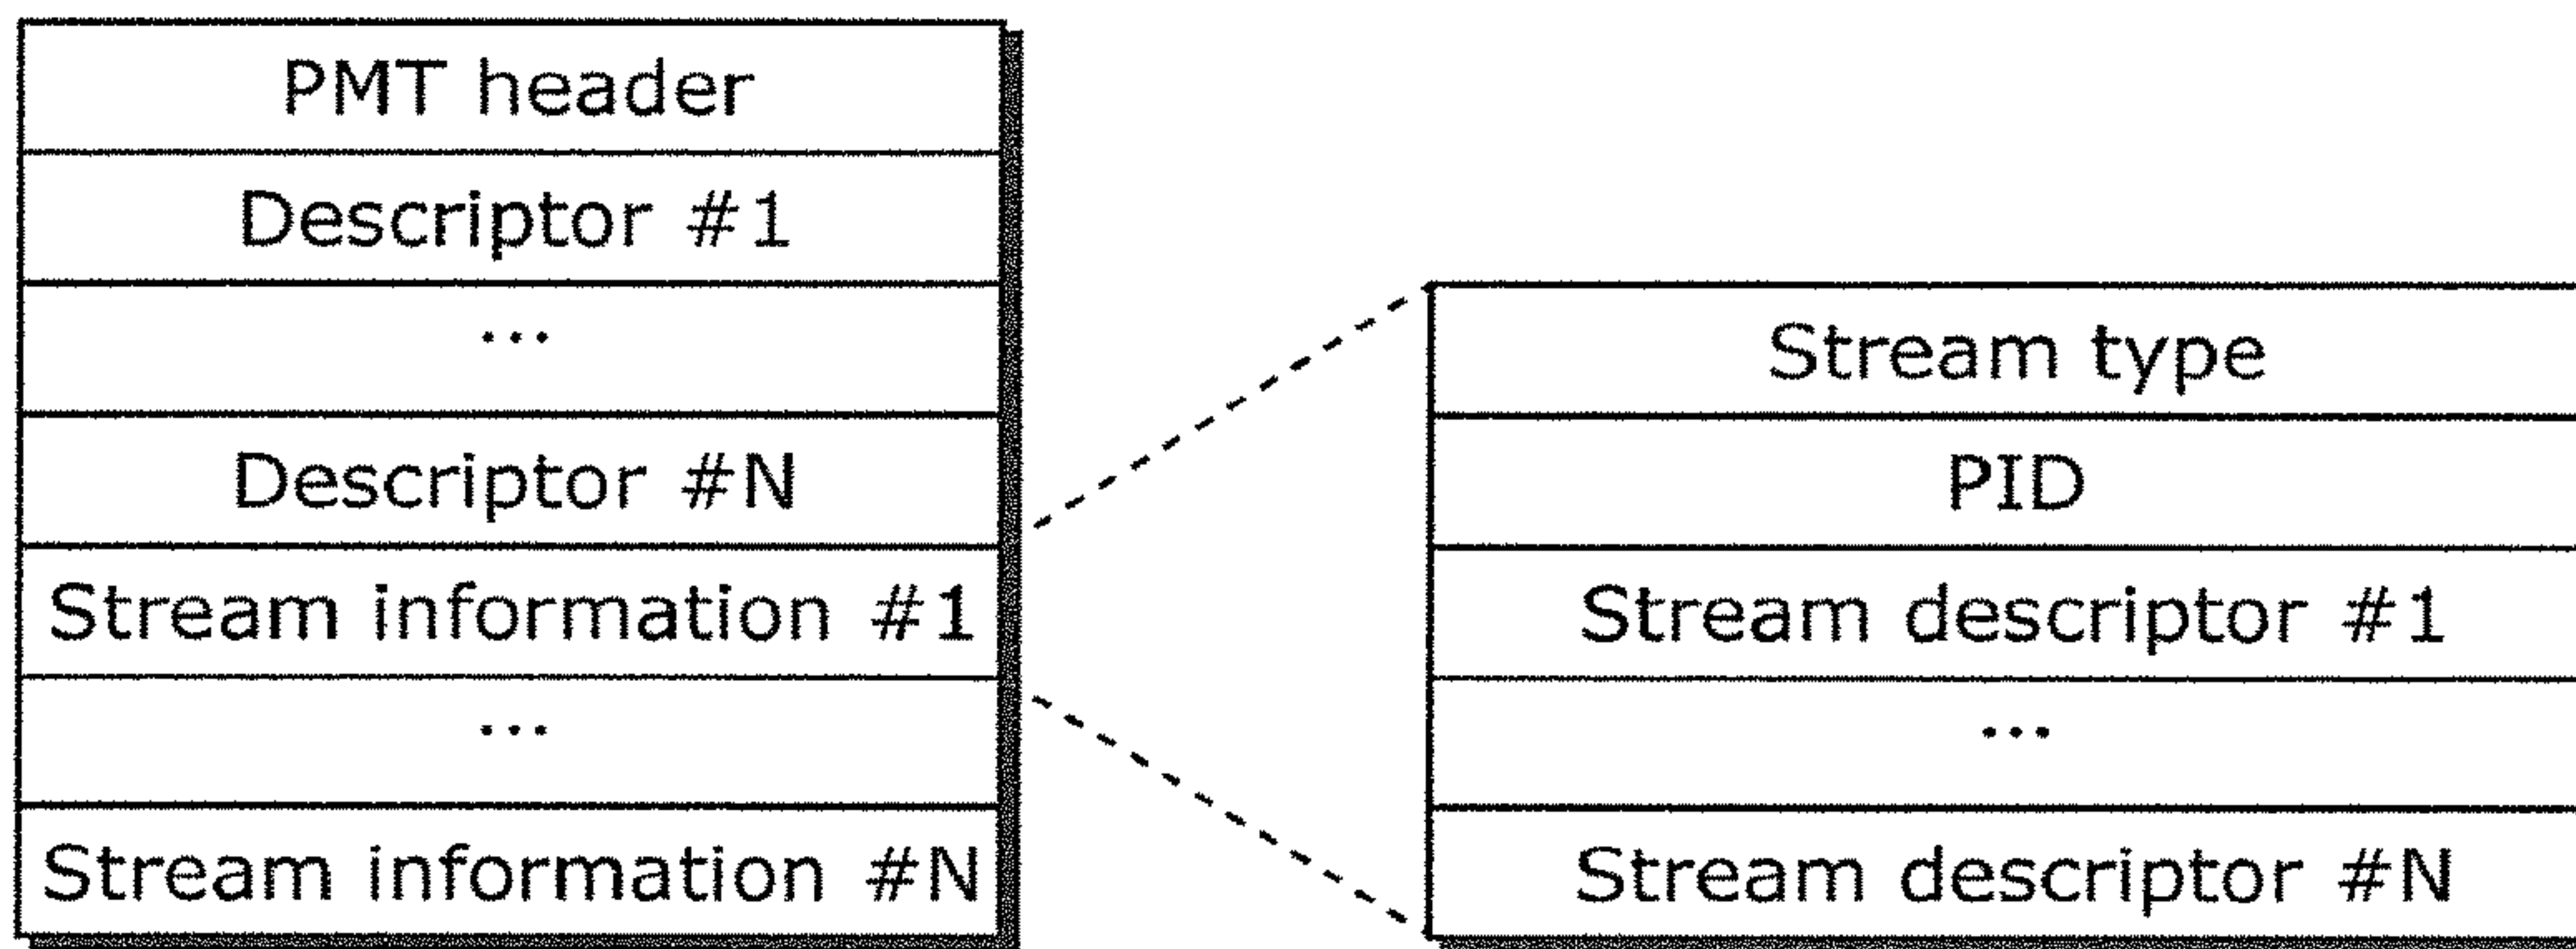 PMT header
Descriptor #1
...
Descriptor #N
Stream information #1
...
Stream information #N
Stream type
PID
Stream descriptor #1
...
Stream descriptor #N